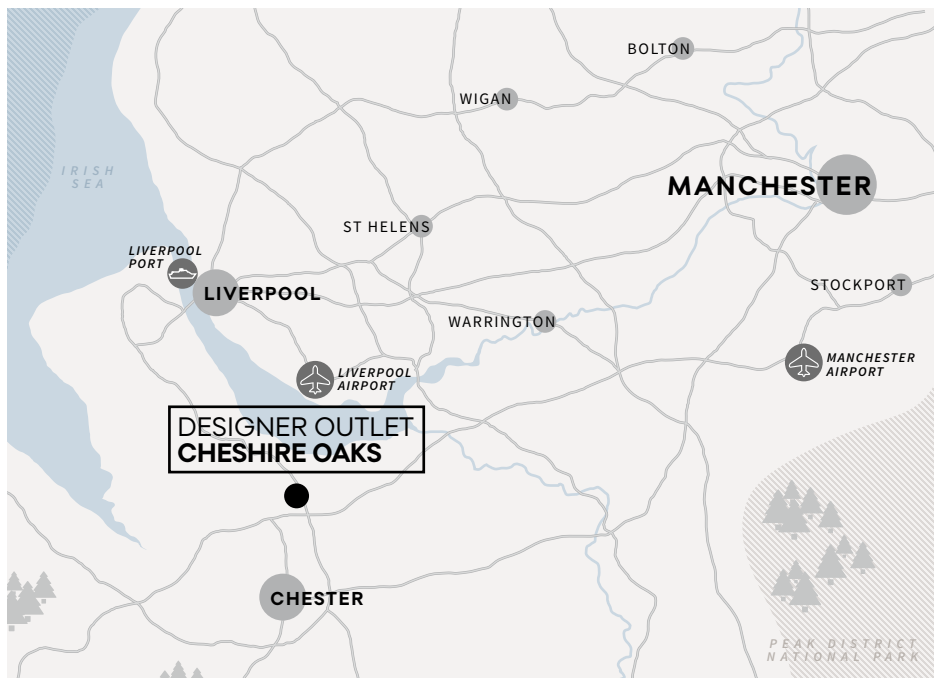 BOLTON
WIGAN
IRISH
SEA
MANCHESTER
ST HELENS
LIVERPOOL
PORT
LIVERPOOL
STOCKPORT
WARRINGTON
LIVERPOOL
AIRPORT
MANCHESTER
AIRPORT
DESIGNER OUTLET
CHESHIRE OAKS
CHESTER
PEAK DISTRICT
NATIONAL PARK